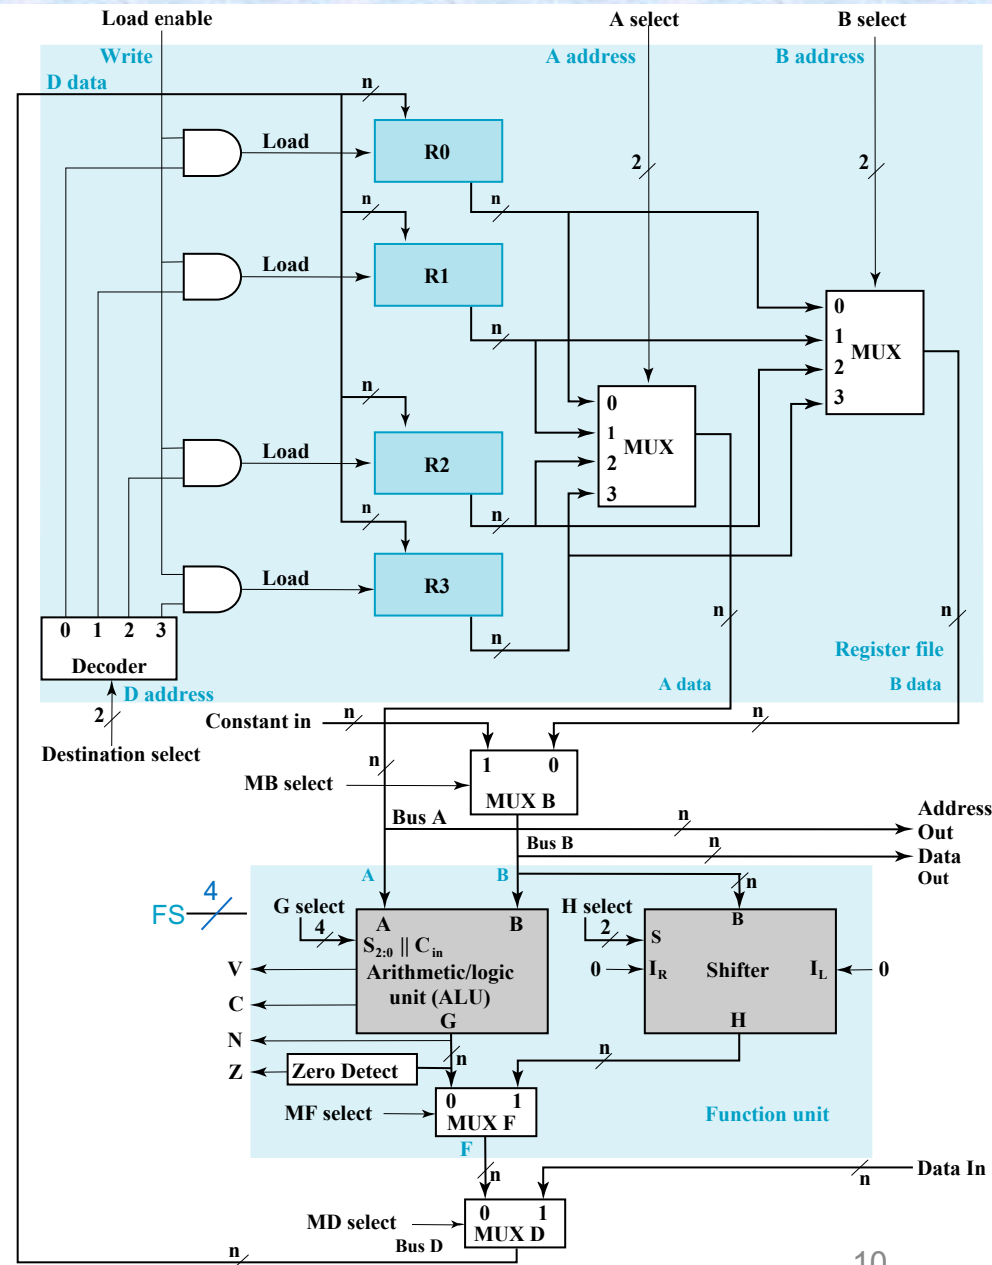 Load enable
A select
B select
Write
A address
B address
D data
n
R0
Load
2
2
n
n
R1
Load
n
0
1
MUX
2
3
n
0
1
MUX
2
3
n
R2
Load
n
n
R3
Load
n
n
n
0 1 2 3
Decoder
Register file
D address
A data
B data
2
Constant in
n
n
Destination select
n
1 0
MB select
MUX B
Bus A
n
Address
Out
Bus B
n
Data
Out
A
B
n
4
FS
G select
4
H select
2
A
B
B
S2:0 || Cin
S
V
Arithmetic/logic
unit (ALU)
0
IR
Shifter
IL
0
C
G
H
N
n
n
Z
Zero Detect
0 1
MF select
MUX F
Function unit
F
n
n
Data In
0 1
MD select
MUX D
Bus D
n
10